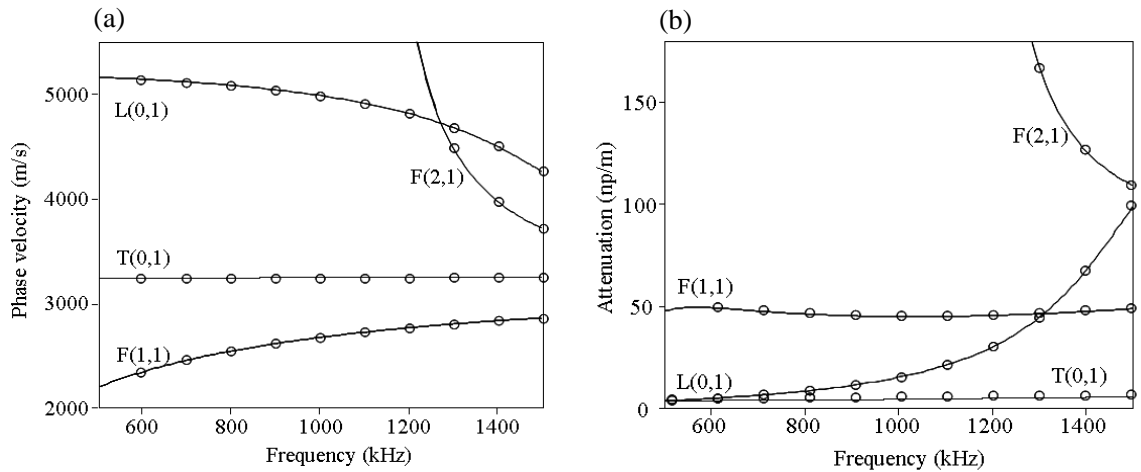 (a)
5000
4000
3000
2000
Phase velocity (m/s)
L(0,1)
F(2,1)
T(0,1)
F(1,1)
600
800
1000
1200
1400
Frequency (kHz)
(b)
150
100
50
0
Attenuation (np/m)
F(2,1)
F(1,1)
L(0,1)
T(0,1)
600
800
1000
1200
1400
Frequency (kHz)